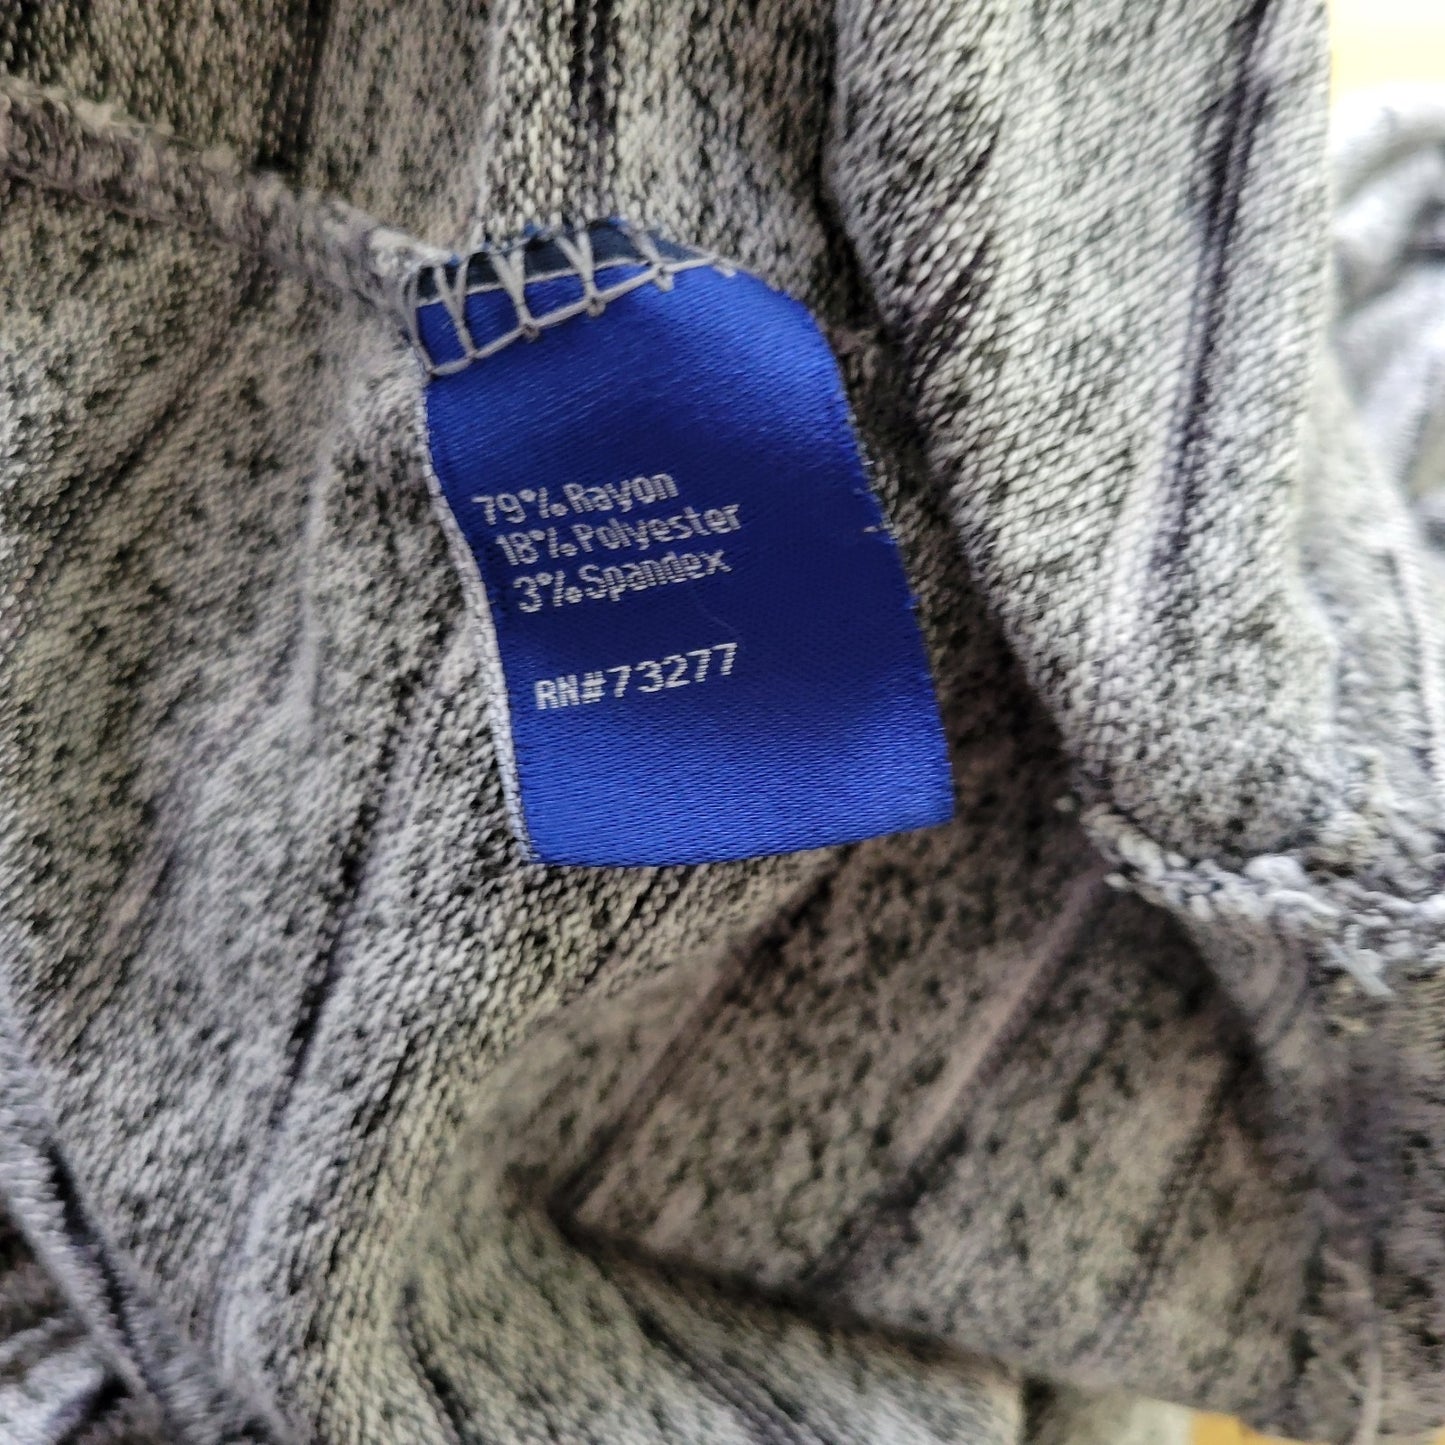 79% Rayon
18% Polyester
3% Spandex
RN#73277